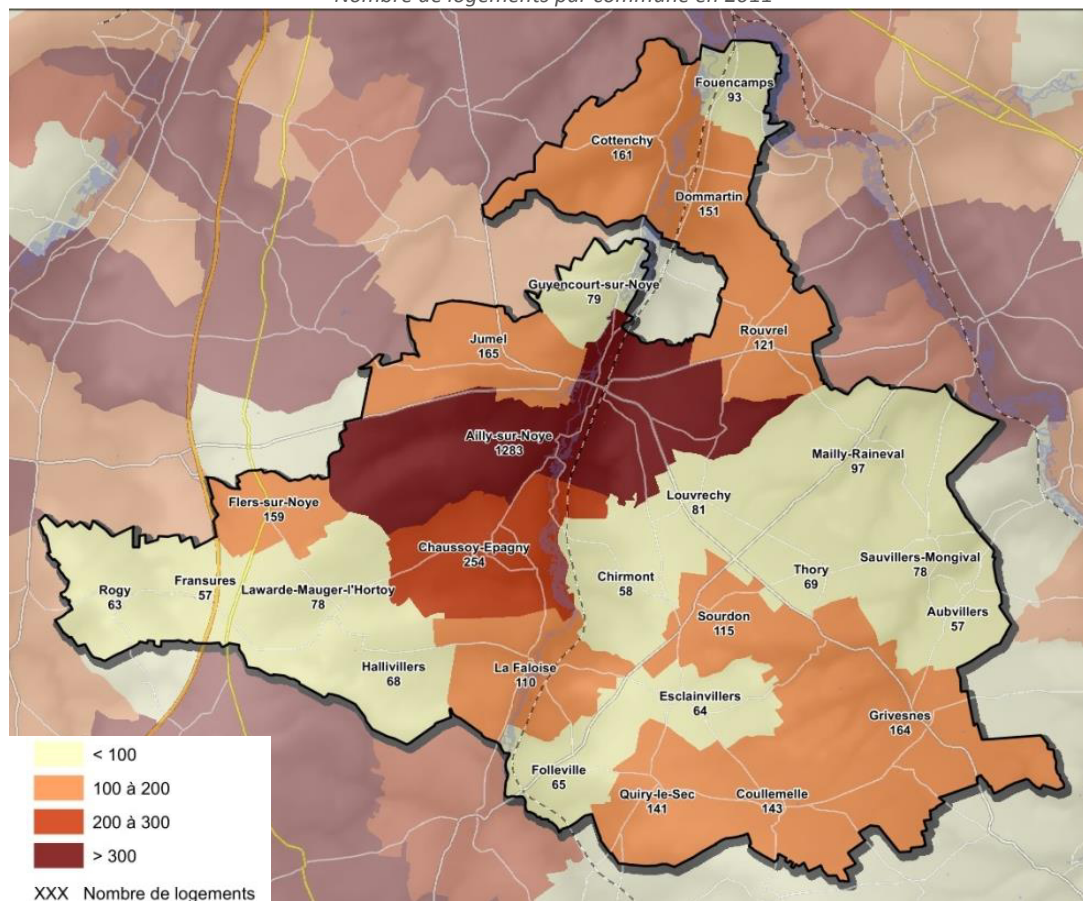 Nombre de logements par commune en 2011
Fouencamps
93
Cottenchy
161
Dommartin
151
Guyencourt-sur-Noye
79
Jumel
165
Rouvrel
121
Ailly-sur-Noye
1283
Mailly-Raineval
97
Louvrechy
81
Flers-sur-Noye
159
Chaussoy-Epagny
254
Sauvillers-Mongival
78
Thory
69
Chirmont
58
Fransures
57
Rogy
63
Lawarde-Mauger-l'Hortoy
78
Aubvillers
57
Sourdon
115
Hallivillers
68
La Faloise
110
Esclainvillers
64
Grivesnes
164
Folleville
65
Quiry-le-Sec
141
Coullemelle
143
< 100
100 à 200
200 à 300
> 300
XXX Nombre de logements